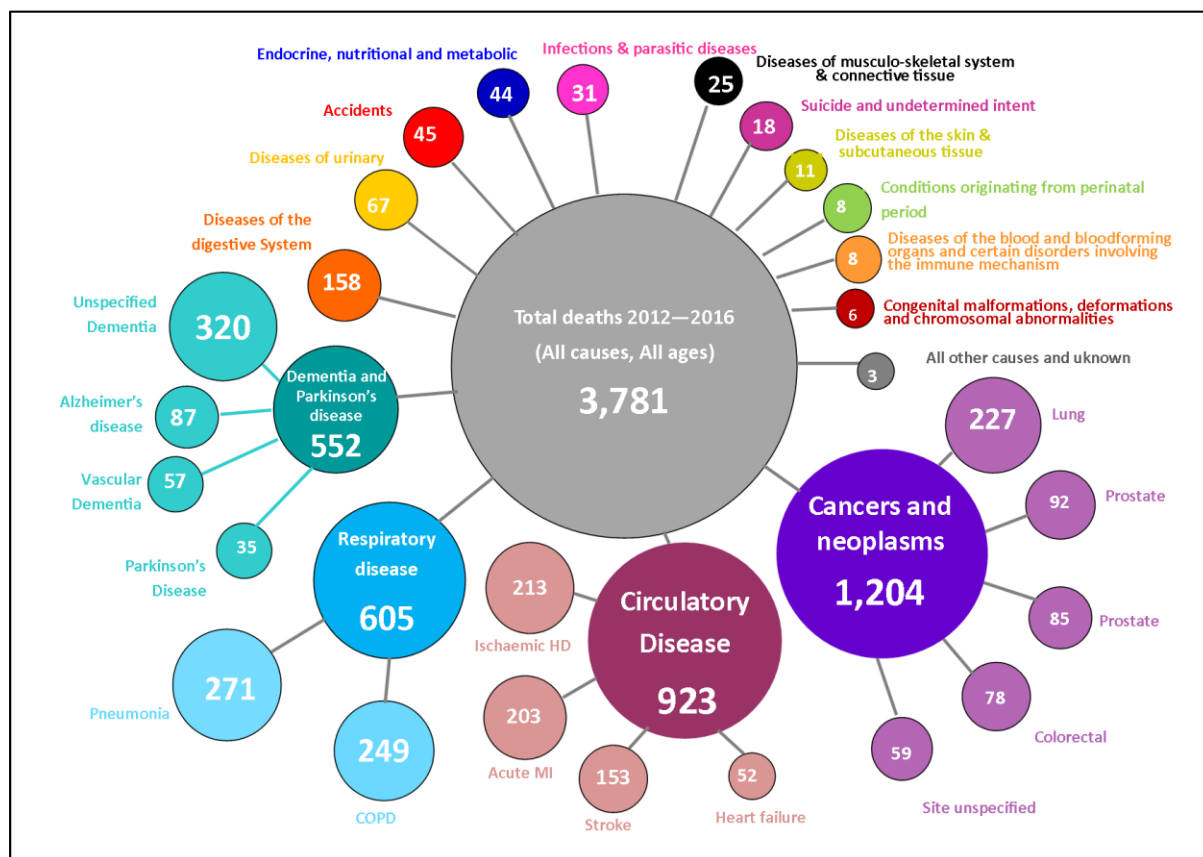 Endocrine, nutritional and metabolic
44
Infections & parasitic diseases
31
Diseases of musculo-skeletal system
& connective tissue
25
Suicide and undetermined intent
18
Diseases of the skin &
subcutaneous tissue
11
Conditions originating from perinatal
period
8
Diseases of the blood and bloodforming
organs and certain disorders involving
the immune mechanism
8
Congenital malformations, deformations
and chromosomal abnormalities
6
All other causes and uknown
3
Accidents
45
Diseases of urinary
67
Diseases of the
digestive System
158
Total deaths 2012—2016
(All causes, All ages)
3,781
Unspecified
Dementia
320
Dementia and
Parkinson's
disease
552
Alzheimer's
disease
87
Vascular
Dementia
57
Parkinson's
Disease
35
Respiratory
disease
605
Pneumonia
271
COPD
249
Circulatory
Disease
923
213
Ischaemic HD
203
Acute MI
153
Stroke
52
Heart failure
Cancers and
neoplasms
1,204
227
Lung
92
Prostate
85
Prostate
78
Colorectal
59
Site unspecified